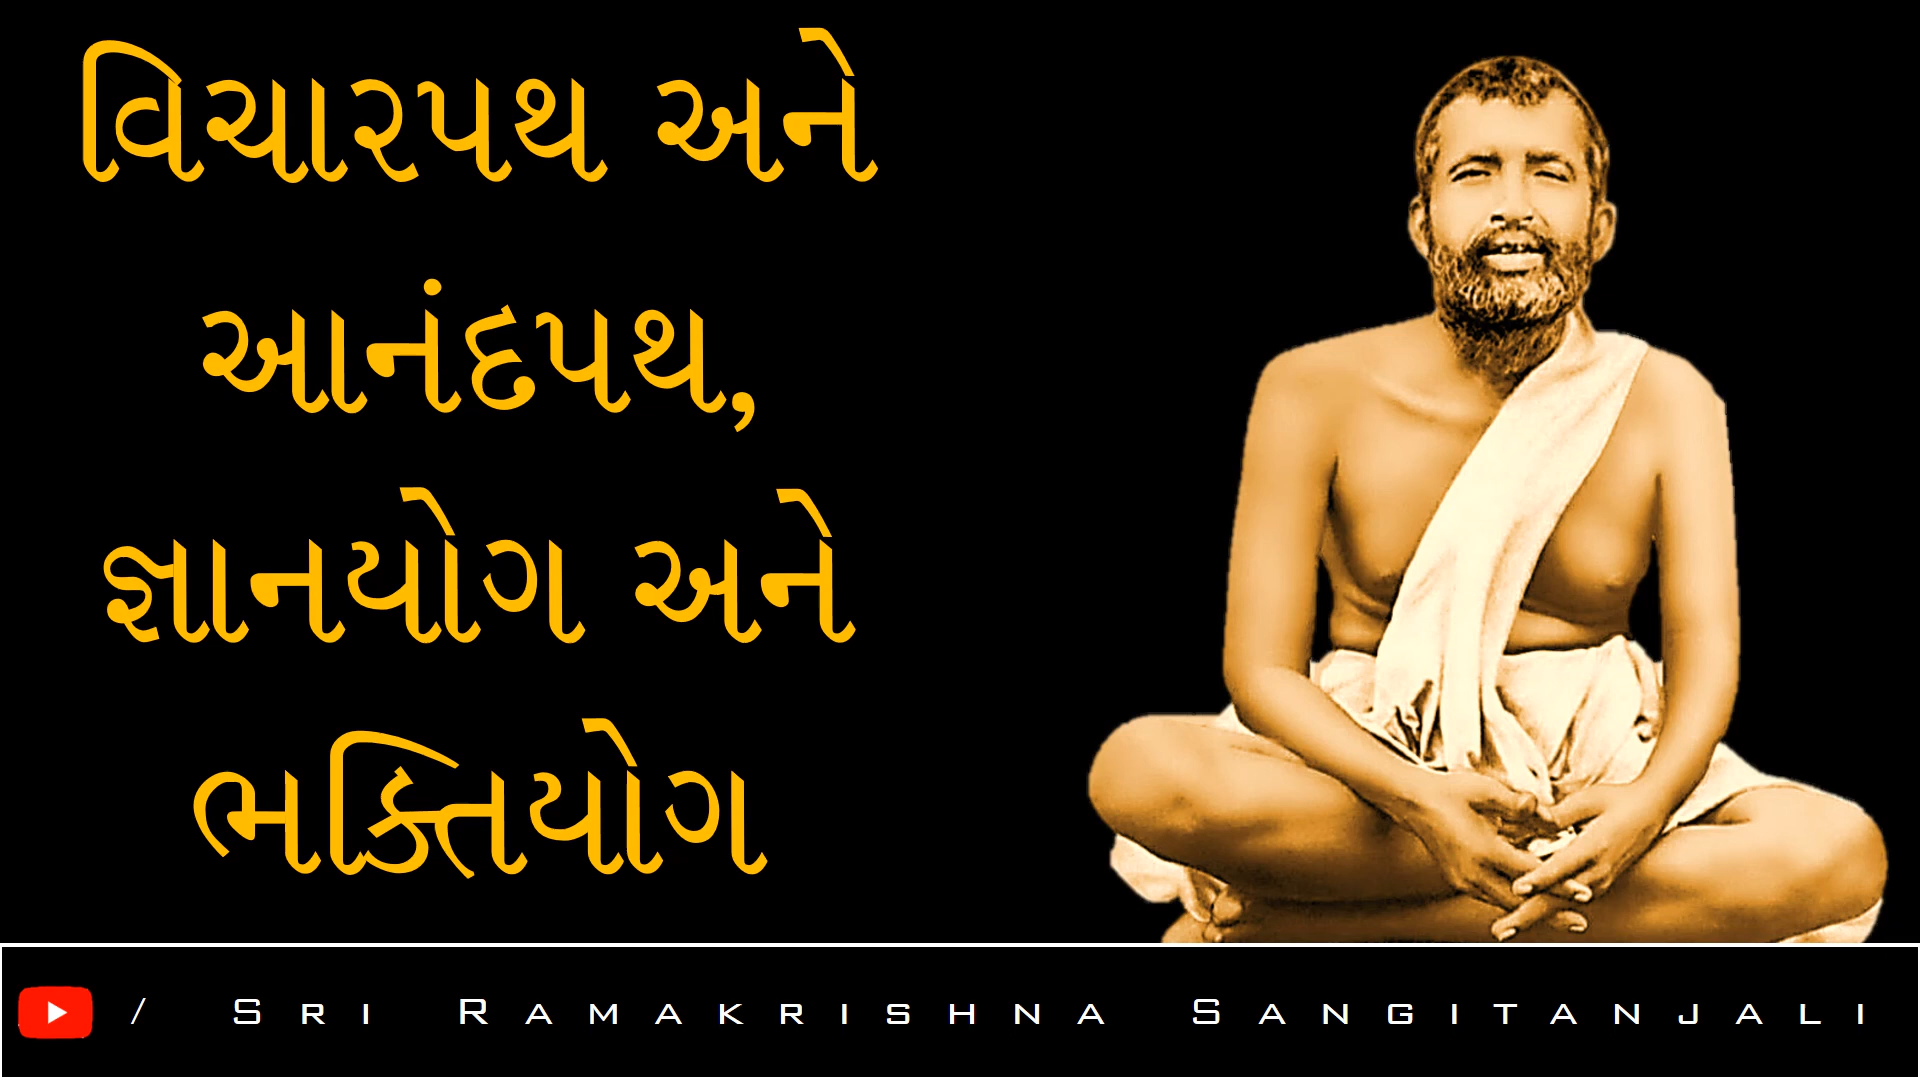 વિચારપથ અને
આનંદપથ,
જ્ઞાનયોગ અને
ભક્તિયોગ
/ Sri Ramakrishna Sangitanjali